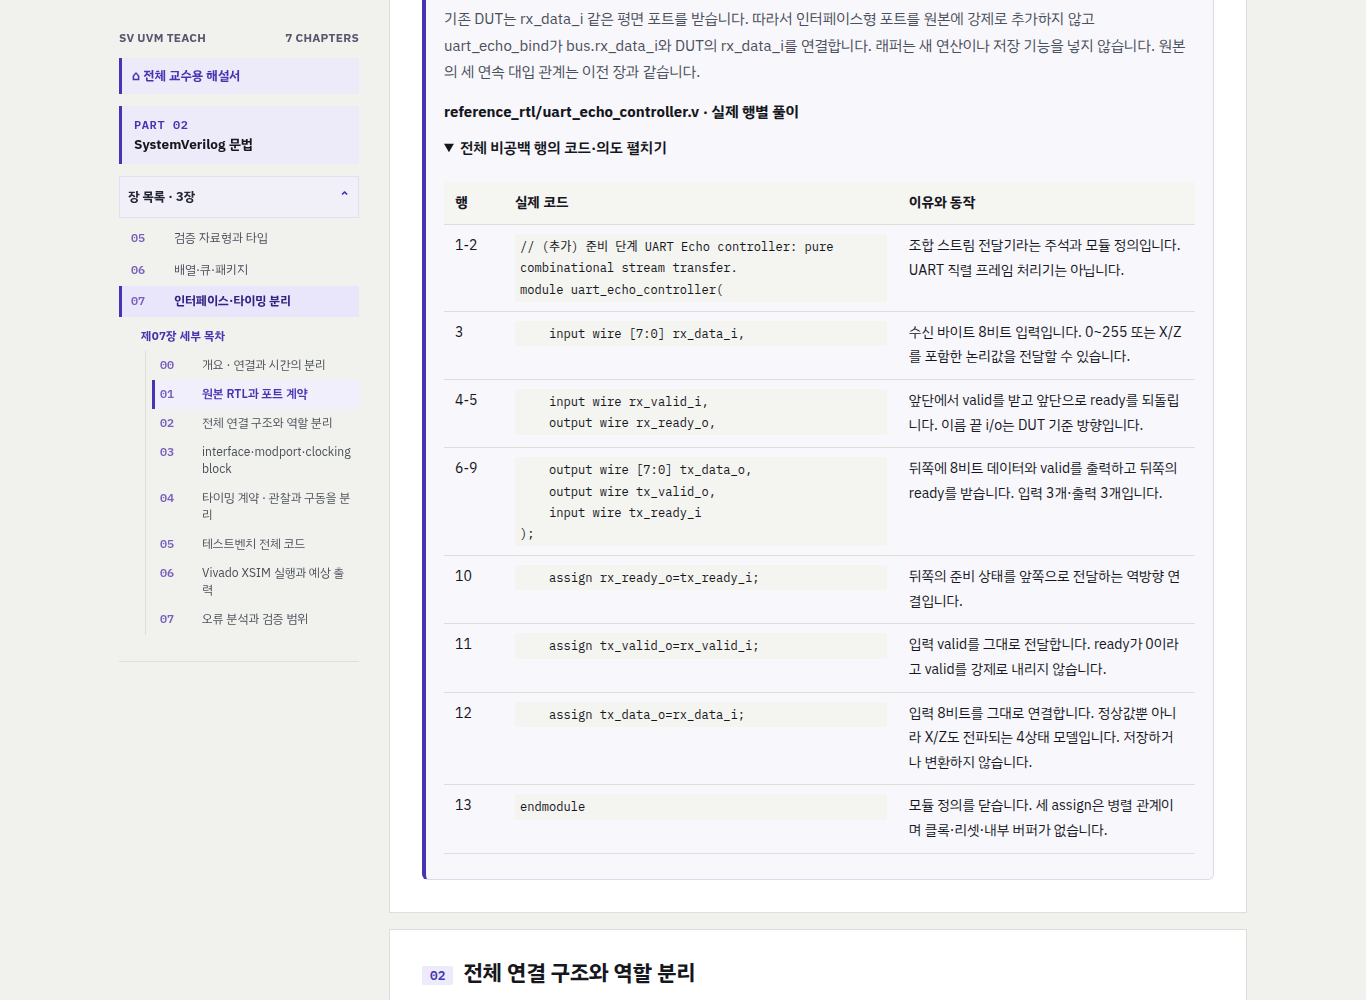 SV UVM TEACH
7 CHAPTERS
⌂ 전체 교수용 해설서
PART 02
SystemVerilog 문법
장 목록 · 3장
05 검증 자료형과 타입
06 배열·큐·패키지
07 인터페이스·타이밍 분리
제07장 세부 목차
00 개요 · 연결과 시간의 분리
01 원본 RTL과 포트 계약
02 전체 연결 구조와 역할 분리
03 interface·modport·clocking
block
04 타이밍 계약 · 관찰과 구동을 분
리
05 테스트벤치 전체 코드
06 Vivado XSIM 실행과 예상 출
력
07 오류 분석과 검증 범위
기존 DUT는 rx_data_i 같은 평면 포트를 받습니다. 따라서 인터페이스형 포트를 원본에 강제로 추가하지 않고
uart_echo_bind가 bus.rx_data_i와 DUT의 rx_data_i를 연결합니다. 래퍼는 새 연산이나 저장 기능을 넣지 않습니다. 원본
의 세 연속 대입 관계는 이전 장과 같습니다.
reference_rtl/uart_echo_controller.v · 실제 행별 풀이
▼ 전체 비공백 행의 코드·의도 펼치기
행 실제 코드 이유와 동작
1-2
// (추가) 준비 단계 UART Echo controller: pure
combinational stream transfer.
module uart_echo_controller(
조합 스트림 전달기라는 주석과 모듈 정의입니다.
UART 직렬 프레임 처리기는 아닙니다.
3
input wire [7:0] rx_data_i,
수신 바이트 8비트 입력입니다. 0~255 또는 X/Z
를 포함한 논리값을 전달할 수 있습니다.
4-5
input wire rx_valid_i,
output wire rx_ready_o,
앞단에서 valid를 받고 앞단으로 ready를 되돌립
니다. 이름 끝 i/o는 DUT 기준 방향입니다.
6-9
output wire [7:0] tx_data_o,
output wire tx_valid_o,
input wire tx_ready_i
);
뒤쪽에 8비트 데이터와 valid를 출력하고 뒤쪽의
ready를 받습니다. 입력 3개·출력 3개입니다.
10
assign rx_ready_o=tx_ready_i;
뒤쪽의 준비 상태를 앞쪽으로 전달하는 역방향 연
결입니다.
11
assign tx_valid_o=rx_valid_i;
입력 valid를 그대로 전달합니다. ready가 0이라
고 valid를 강제로 내리지 않습니다.
12
assign tx_data_o=rx_data_i;
입력 8비트를 그대로 연결합니다. 정상값뿐 아니
라 X/Z도 전파되는 4상태 모델입니다. 저장하거
나 변환하지 않습니다.
13
endmodule
모듈 정의를 닫습니다. 세 assign은 병렬 관계이
며 클록·리셋·내부 버퍼가 없습니다.
02 전체 연결 구조와 역할 분리